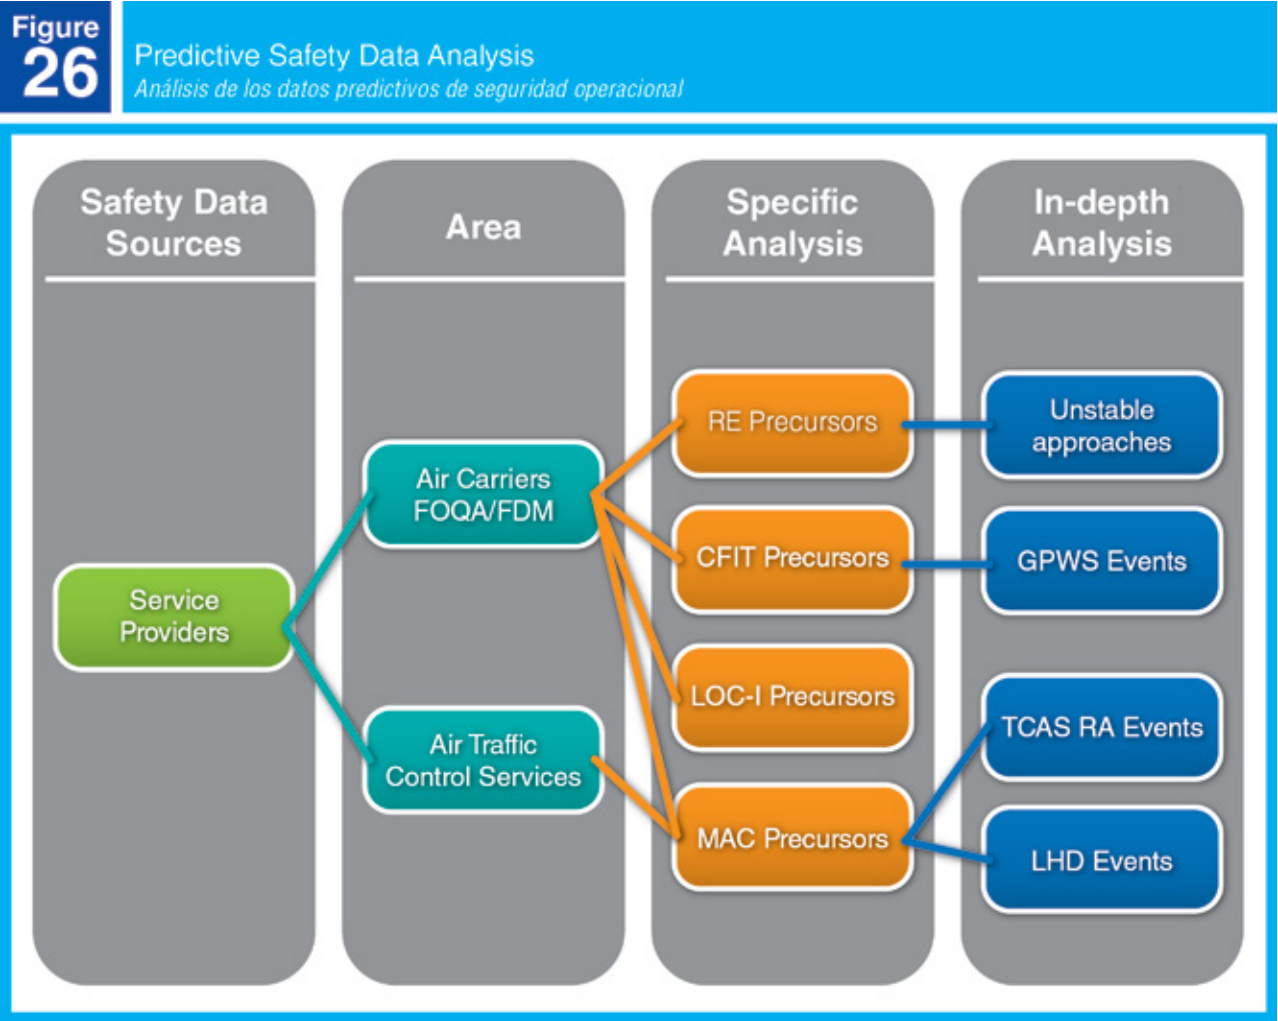 Figure
26
Predictive Safety Data Analysis
Análisis de los datos predictivos de seguridad operacional
Safety Data
Sources
Area
Specific
Analysis
In-depth
Analysis
Service
Providers
Air Carriers
FOQA/FDM
Air Traffic
Control Services
RE Precursors
CFIT Precursors
LOC-I Precursors
MAC Precursors
Unstable
approaches
GPWS Events
TCAS RA Events
LHD Events